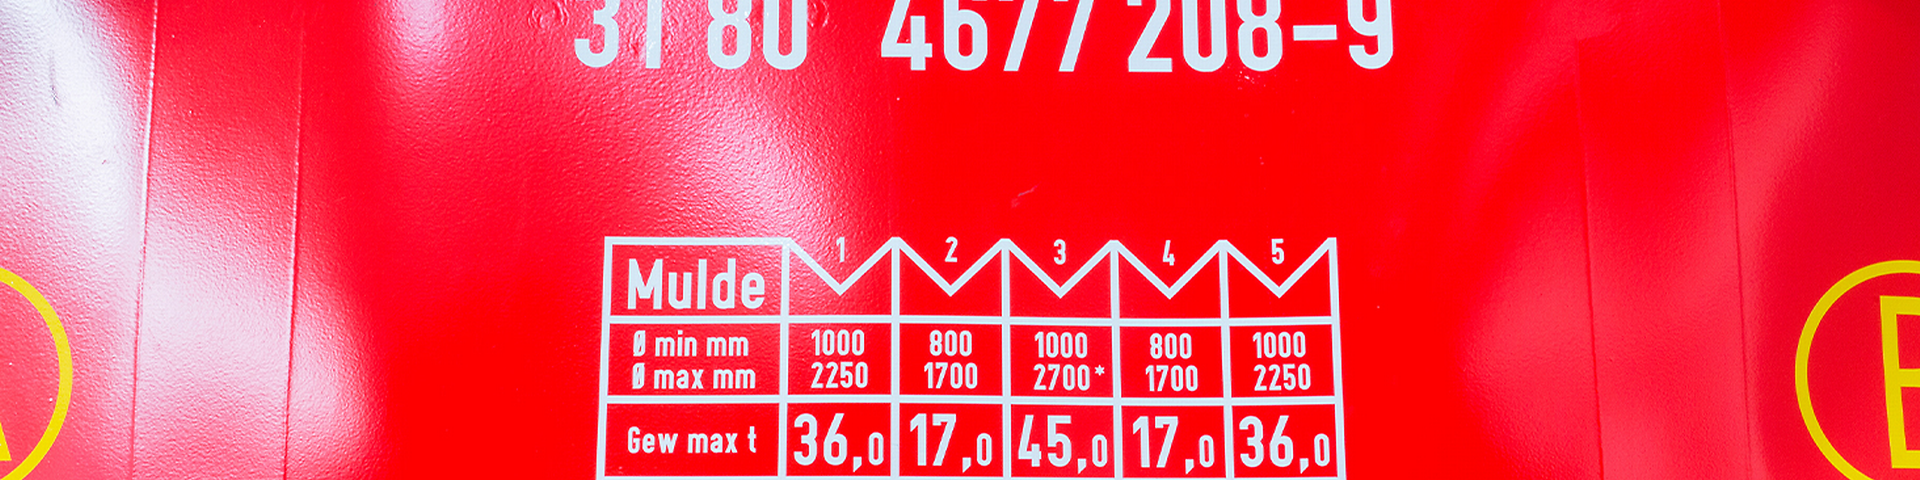 31 80 4677 208-9
Mulde 1 2 3 4 5
Ø min mm 1000 800 1000 800 1000
Ø max mm 2250 1700 2700* 1700 2250
Gew max t 36,0 17,0 45,0 17,0 36,0